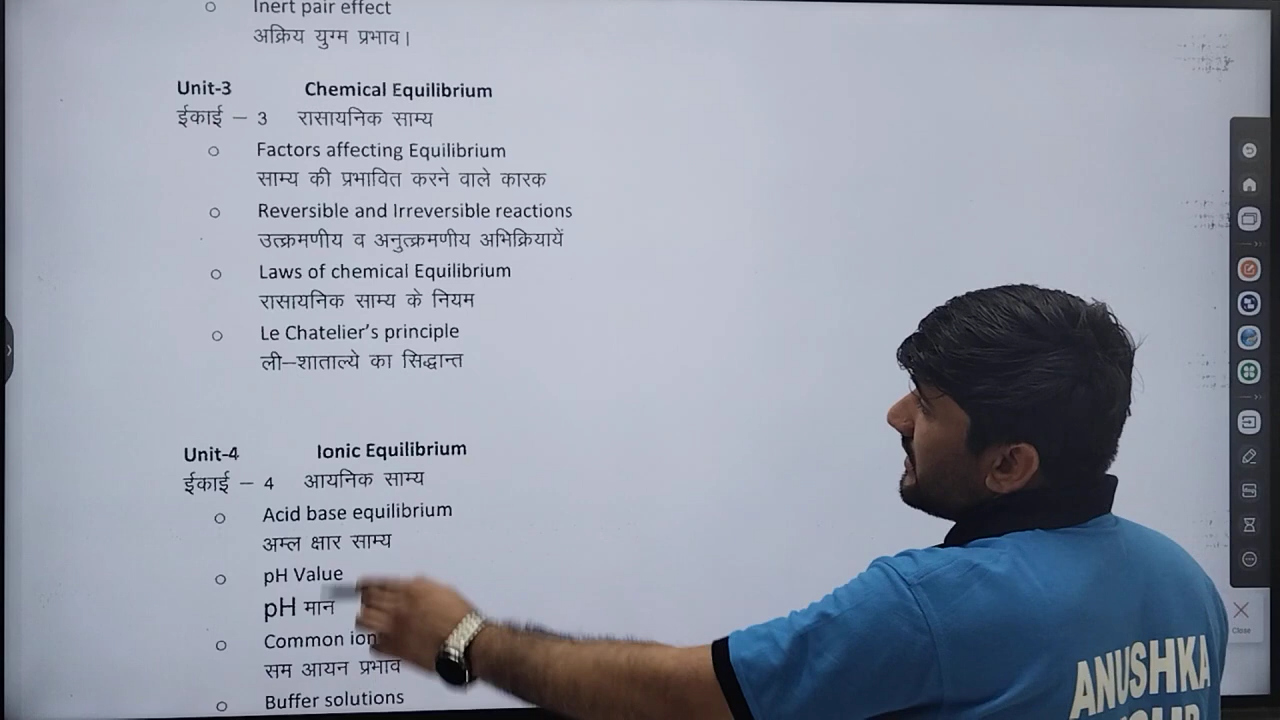 Inert pair effect
अक्रिय युग्म प्रभाव।
Unit-3 Chemical Equilibrium
ईकाई – 3 रासायनिक साम्य
Factors affecting Equilibrium
साम्य की प्रभावित करने वाले कारक
Reversible and Irreversible reactions
उत्क्रमणीय व अनुत्क्रमणीय अभिक्रियायें
Laws of chemical Equilibrium
रासायनिक साम्य के नियम
Le Chatelier's principle
ली–शाताल्ये का सिद्धान्त
Unit-4 Ionic Equilibrium
ईकाई – 4 आयनिक साम्य
Acid base equilibrium
अम्ल क्षार साम्य
pH Value
pH मान
Common ion
सम आयन प्रभाव
Buffer solutions
Close
ANUSHKA